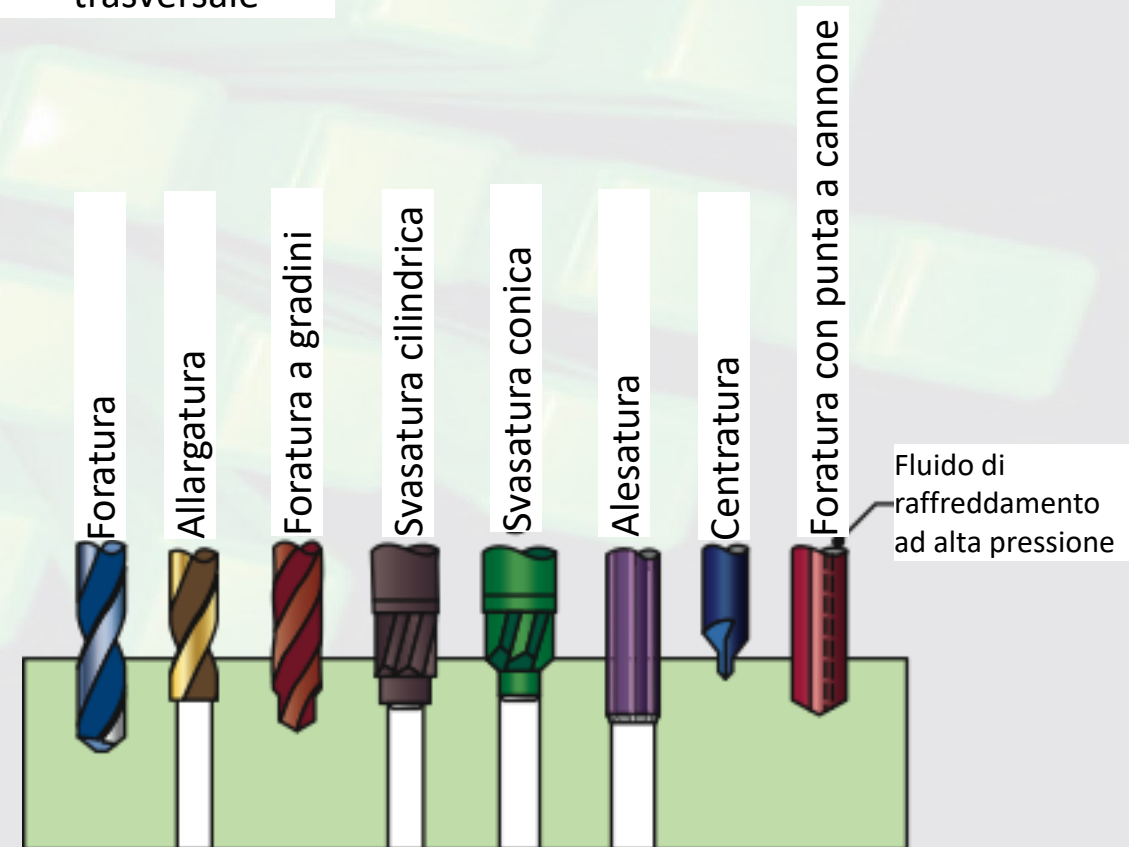 trasversale
Foratura
Allargatura
Foratura a gradini
Svasatura cilindrica
Svasatura conica
Alesatura
Centratura
Foratura con punta a cannone
Fluido di
raffreddamento
ad alta pressione